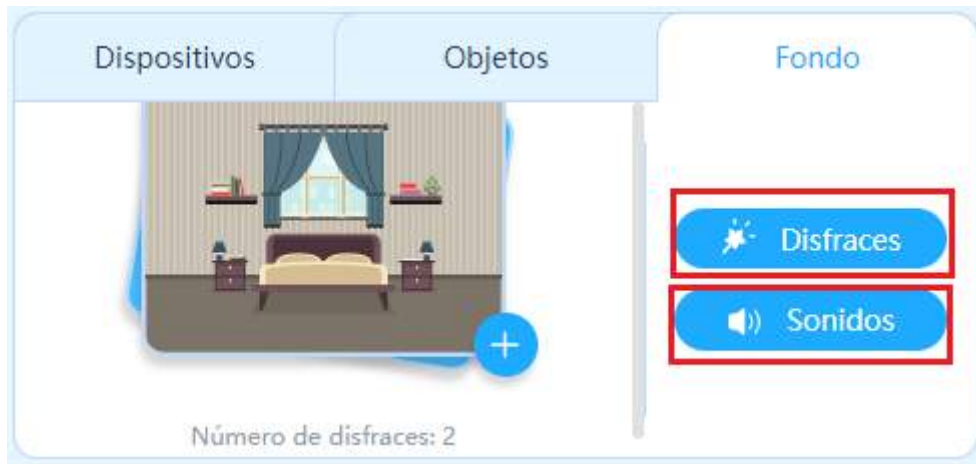 Dispositivos
Objetos
Fondo
Disfraces
Sonidos
Número de disfraces: 2